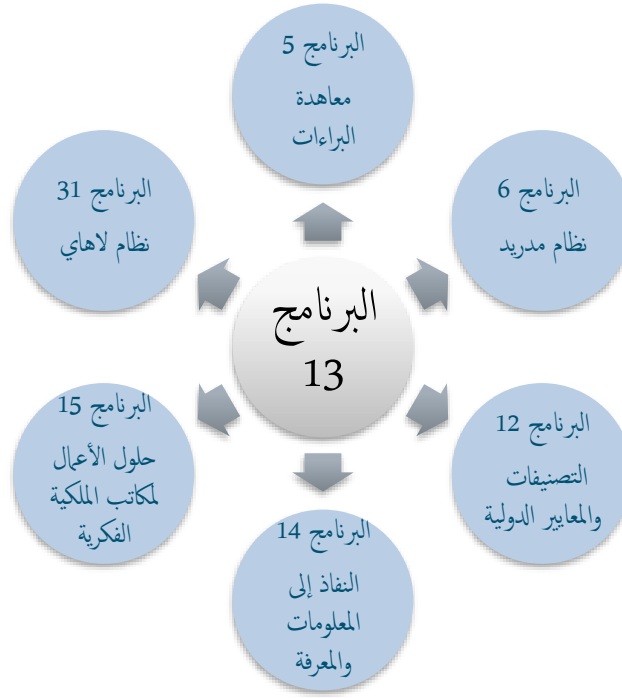 البرنامج 5
معاهدة
البراءات
البرنامج 6
نظام مدريد
البرنامج 31
نظام لاهاي
البرنامج
13
البرنامج 12
التصنيفات
والمعايير الدولية
البرنامج 15
حلول الأعمال
لمكاتب الملكية
الفكرية
البرنامج 14
النفاذ إلى
المعلومات
والمعرفة